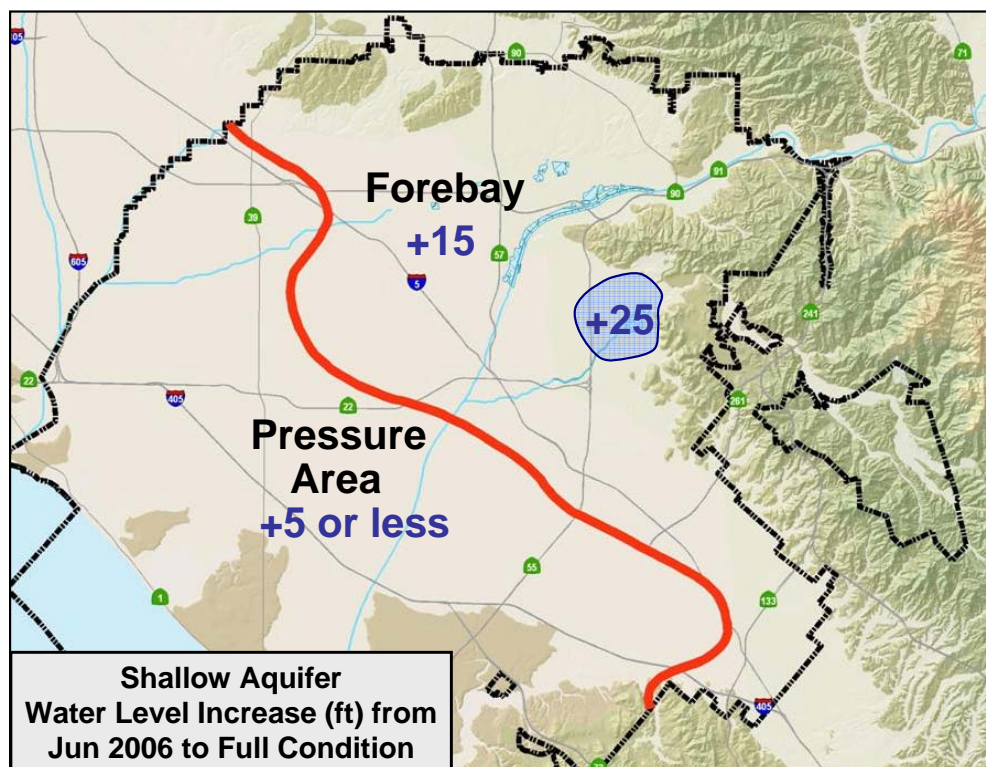 605
90
71
Forebay
+15
39
57
90
91
605
5
+25
241
22
405
22
261
Pressure
Area
+5 or less
55
1
133
Shallow Aquifer
Water Level Increase (ft) from
Jun 2006 to Full Condition
405